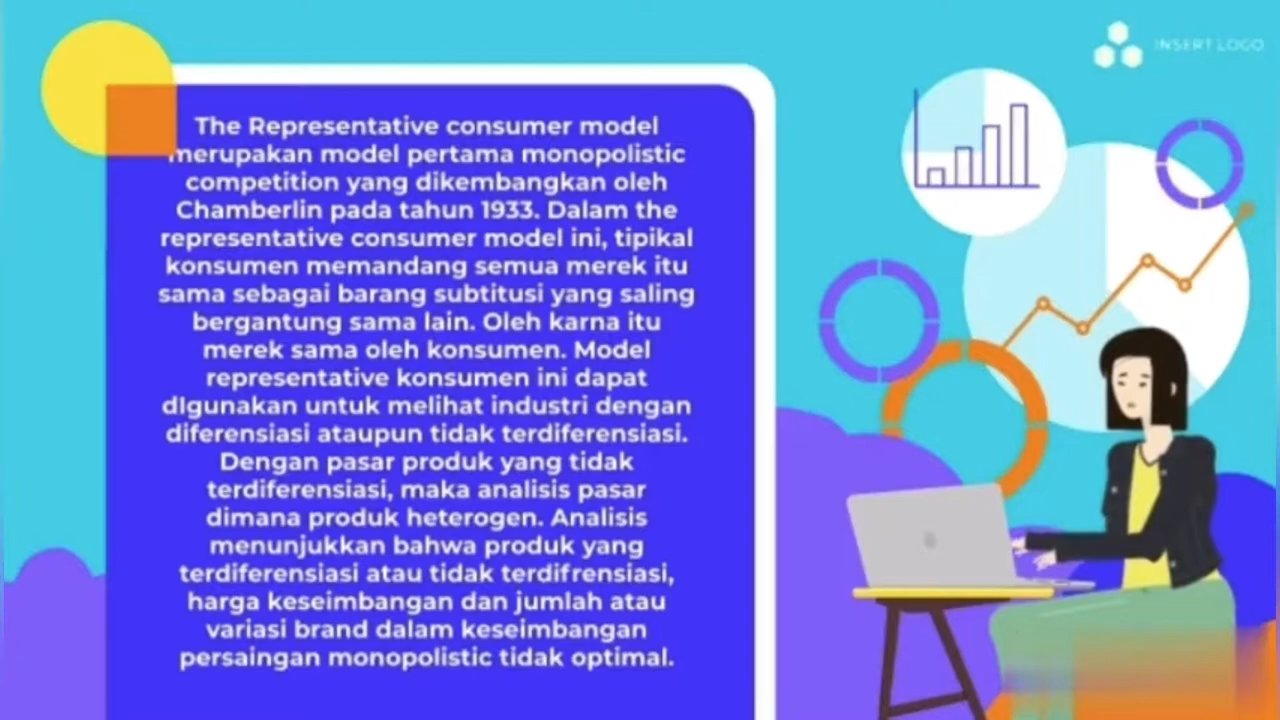 INSERT LOGO
The Representative consumer model
merupakan model pertama monopolistic
competition yang dikembangkan oleh
Chamberlin pada tahun 1933. Dalam the
representative consumer model ini, tipikal
konsumen memandang semua merek itu
sama sebagai barang subtitusi yang saling
bergantung sama lain. Oleh karna itu
merek sama oleh konsumen. Model
representative konsumen ini dapat
dIgunakan untuk melihat industri dengan
diferensiasi ataupun tidak terdiferensiasi.
Dengan pasar produk yang tidak
terdiferensiasi, maka analisis pasar
dimana produk heterogen. Analisis
menunjukkan bahwa produk yang
terdiferensiasi atau tidak terdifrensiasi,
harga keseimbangan dan jumlah atau
variasi brand dalam keseimbangan
persaingan monopolistic tidak optimal.